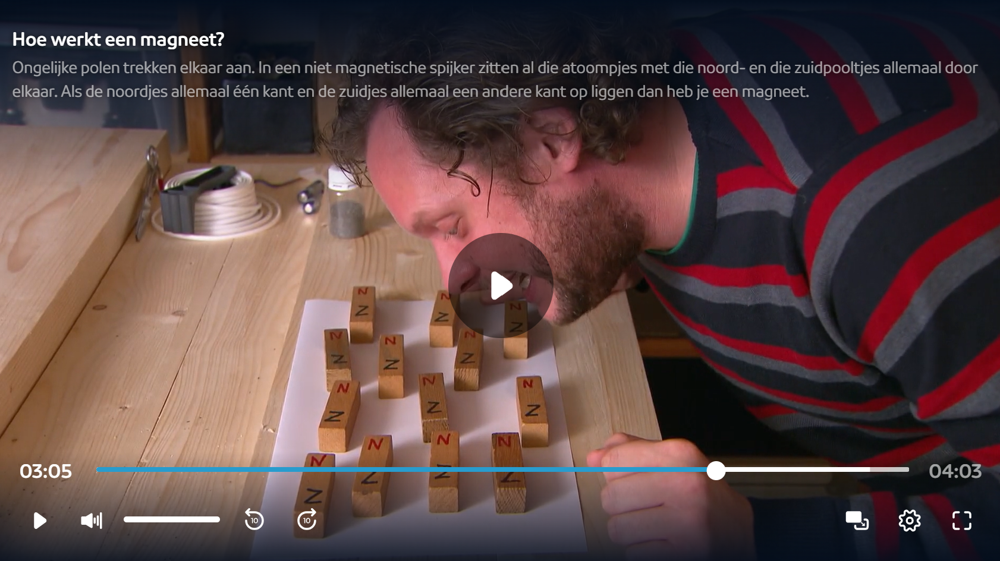 Hoe werkt een magneet?
Ongelijke polen trekken elkaar aan. In een niet magnetische spijker zitten al die atoompjes met die noord- en die zuidpooltjes allemaal door
elkaar. Als de noordjes allemaal één kant en de zuidjes allemaal een andere kant op liggen dan heb je een magneet.
N N N
Z Z Z
N N N
Z Z Z
N N N
Z Z Z
N N N N
Z Z Z Z
03:05 04:03
10 10